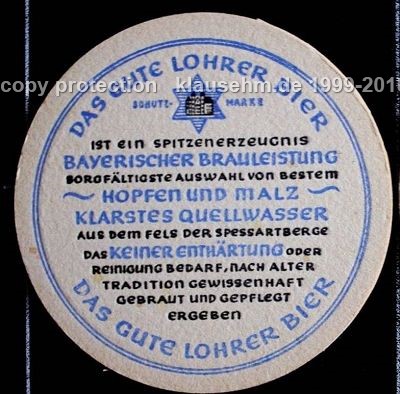 copy protection klausehm.de 1999-201
DAS GUTE LOHRER BIER
SCHUTZ- MARKE
IST EIN SPITZENERZEUGNIS
BAYERISCHER BRAULEISTUNG
SORGFÄLTIGSTE AUSWAHL VON BESTEM
~ HOPFEN UND MALZ ~
KLARSTES QUELLWASSER
AUS DEM FELS DER SPESSARTBERGE
DAS KEINER ENTHÄRTUNG ODER
REINIGUNG BEDARF, NACH ALTER
TRADITION GEWISSENHAFT
GEBRAUT UND GEPFLEGT
ERGEBEN
DAS GUTE LOHRER BIER